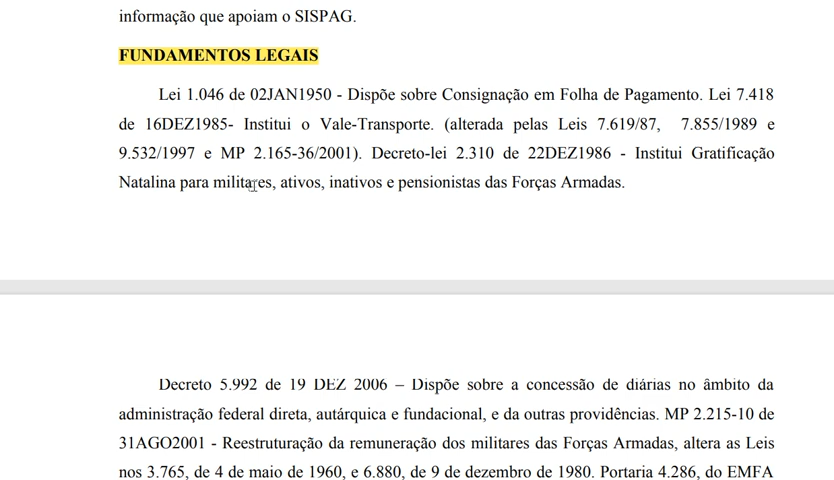 informação que apoiam o SISPAG.
FUNDAMENTOS LEGAIS
Lei 1.046 de 02JAN1950 - Dispõe sobre Consignação em Folha de Pagamento. Lei 7.418
de 16DEZ1985- Institui o Vale-Transporte. (alterada pelas Leis 7.619/87, 7.855/1989 e
9.532/1997 e MP 2.165-36/2001). Decreto-lei 2.310 de 22DEZ1986 - Institui Gratificação
Natalina para militares, ativos, inativos e pensionistas das Forças Armadas.
Decreto 5.992 de 19 DEZ 2006 – Dispõe sobre a concessão de diárias no âmbito da
administração federal direta, autárquica e fundacional, e da outras providências. MP 2.215-10 de
31AGO2001 - Reestruturação da remuneração dos militares das Forças Armadas, altera as Leis
nos 3.765, de 4 de maio de 1960, e 6.880, de 9 de dezembro de 1980. Portaria 4.286, do EMFA